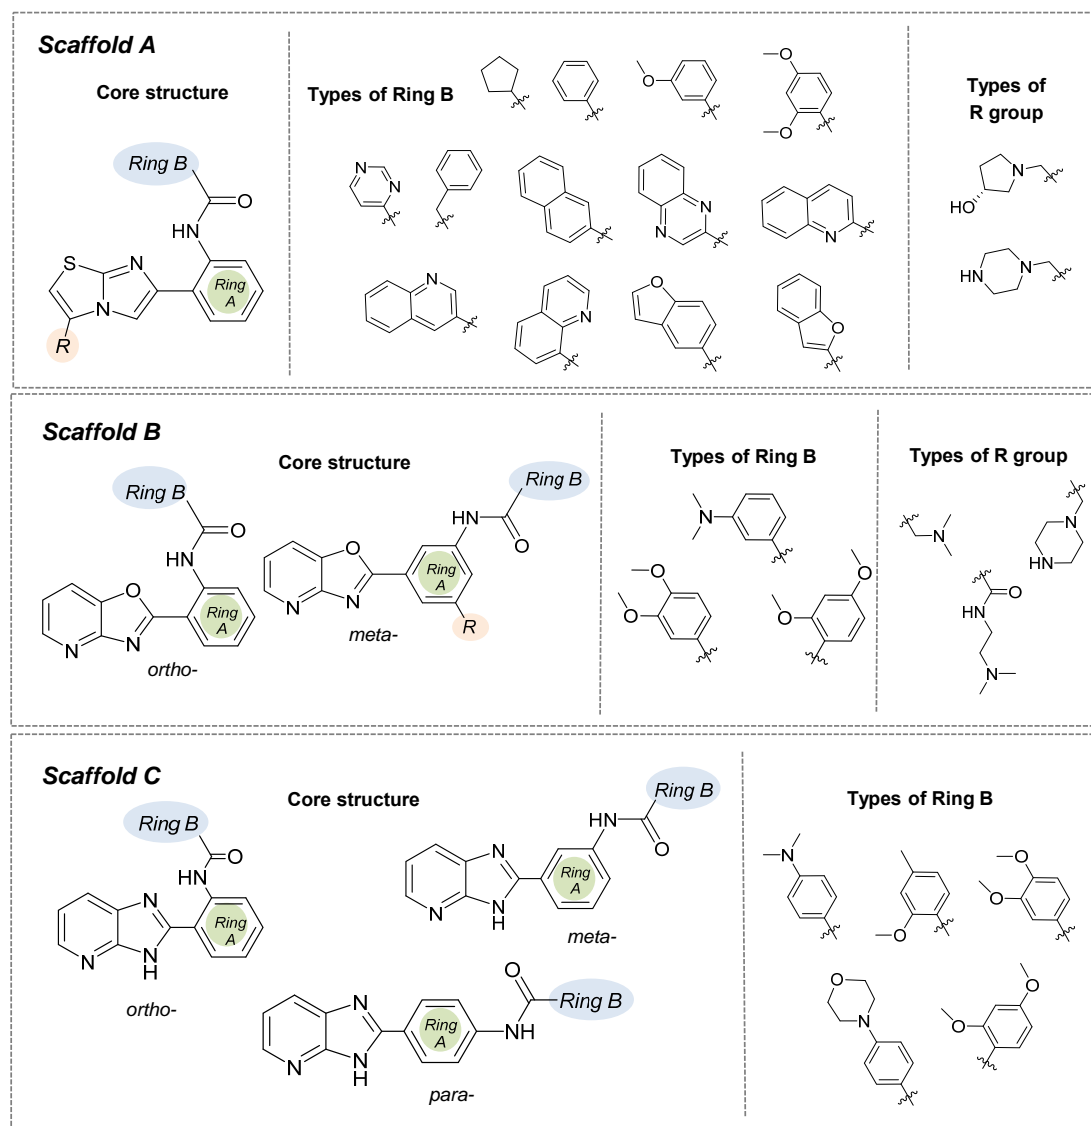 Scaffold A
Core structure
Ring B
O
HN
S
N
N
Ring
A
R
Types of Ring B
O
O
O
N
N
N
N
N
N
N
O
O
Types of
R group
N
HO
N
HN
Scaffold B
Core structure
Ring B
O
HN
O
N
N
Ring
A
ortho-
Ring B
HN
O
O
N
N
Ring
A
R
meta-
Types of Ring B
N
O
O
O
O
Types of R group
N
N
HN
O
HN
N
Scaffold C
Core structure
Ring B
O
HN
N
N
N
H
Ring
A
ortho-
Ring B
HN
O
N
N
N
H
Ring
A
meta-
O
Ring B
NH
N
N
N
H
Ring
A
para-
Types of Ring B
N
O
O
O
O
N
O
O